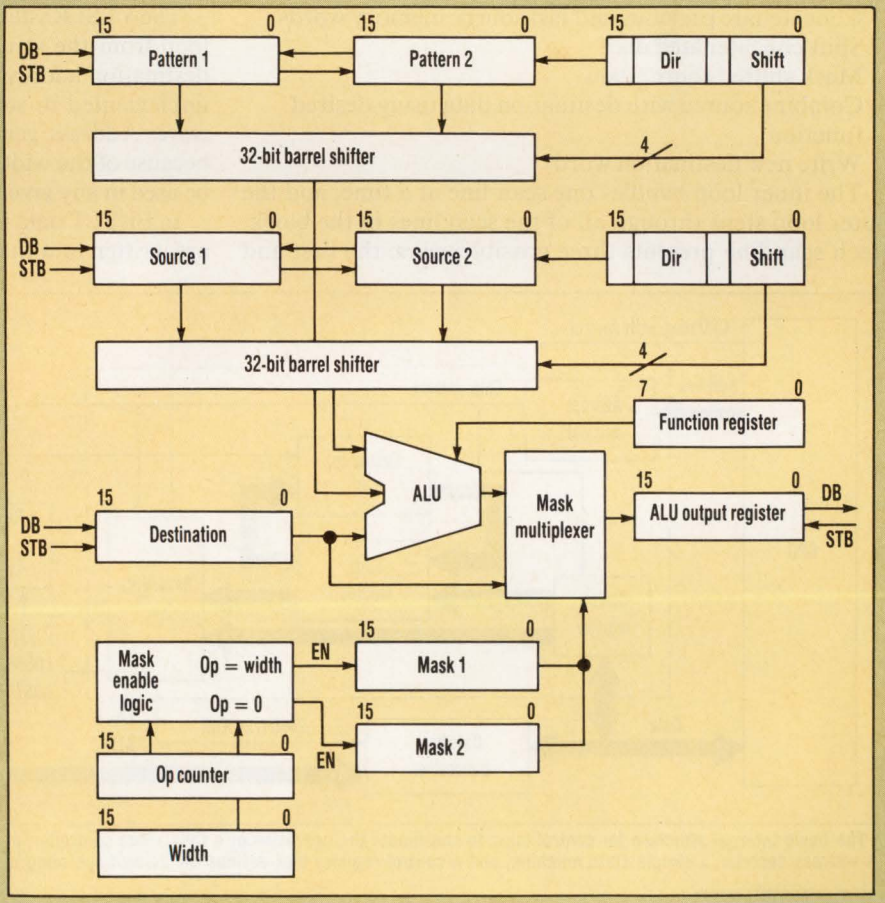 15 0 15 0 15 0
DB
STB
Pattern 1
Pattern 2
Dir
Shift
4
32-bit barrel shifter
15 0 15 0 15 0
DB
STB
Source 1
Source 2
Dir
Shift
4
32-bit barrel shifter
7 0
Function register
ALU
Mask
multiplexer
15 0
ALU output register
DB
STB
15 0
DB
STB
Destination
Mask
enable
logic
Op = width
Op = 0
EN
15 0
Mask 1
EN
15 0
Mask 2
15 0
Op counter
15 0
Width